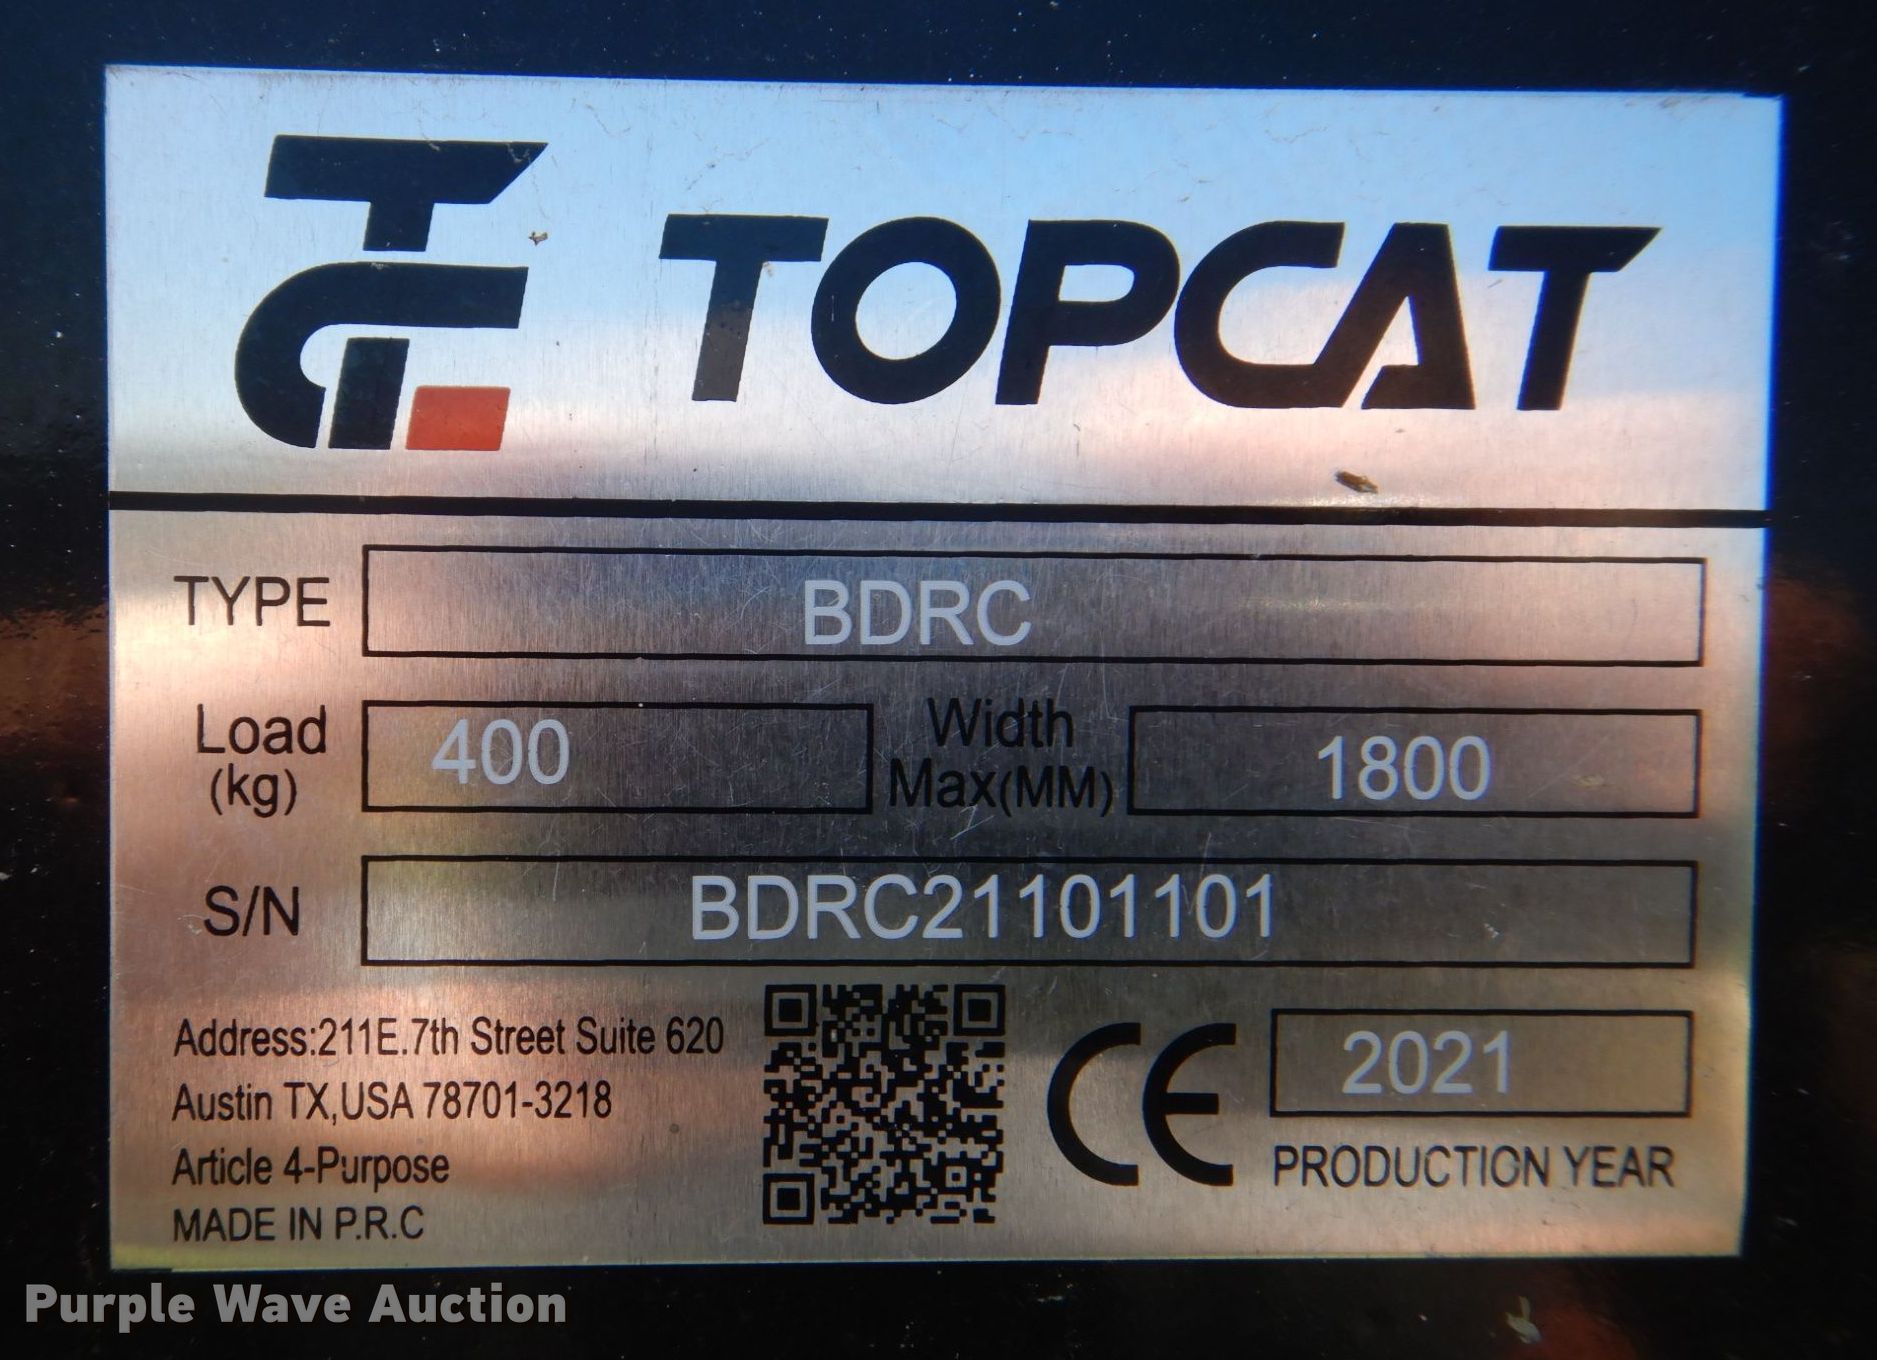 TOPCAT
TYPE BDRC
Load (kg) 400 Width Max(MM) 1800
S/N BDRC21101101
Address:211E.7th Street Suite 620
Austin TX,USA 78701-3218
Article 4-Purpose
MADE IN P.R.C
CE
2021
PRODUCTION YEAR
Purple Wave Auction